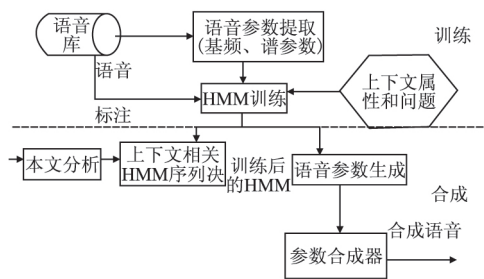 语音
库
语音参数提取
(基频、谱参数)
训练
语音
HMM训练
上下文属
性和问题
标注
本文分析
上下文相关
HMM序列决
训练后
的HMM
语音参数生成
合成
合成语音
参数合成器